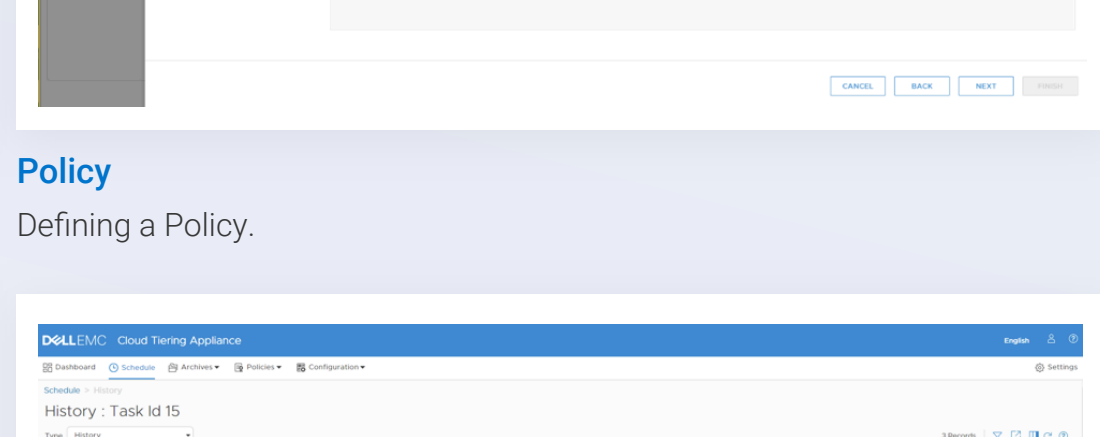 CANCEL BACK NEXT FINISH
Policy
Defining a Policy.
DELLEMC Cloud Tiering Appliance English
Dashboard Schedule Archives Policies Configuration Settings
Schedule > History
History : Task Id 15
Type History 3 Records